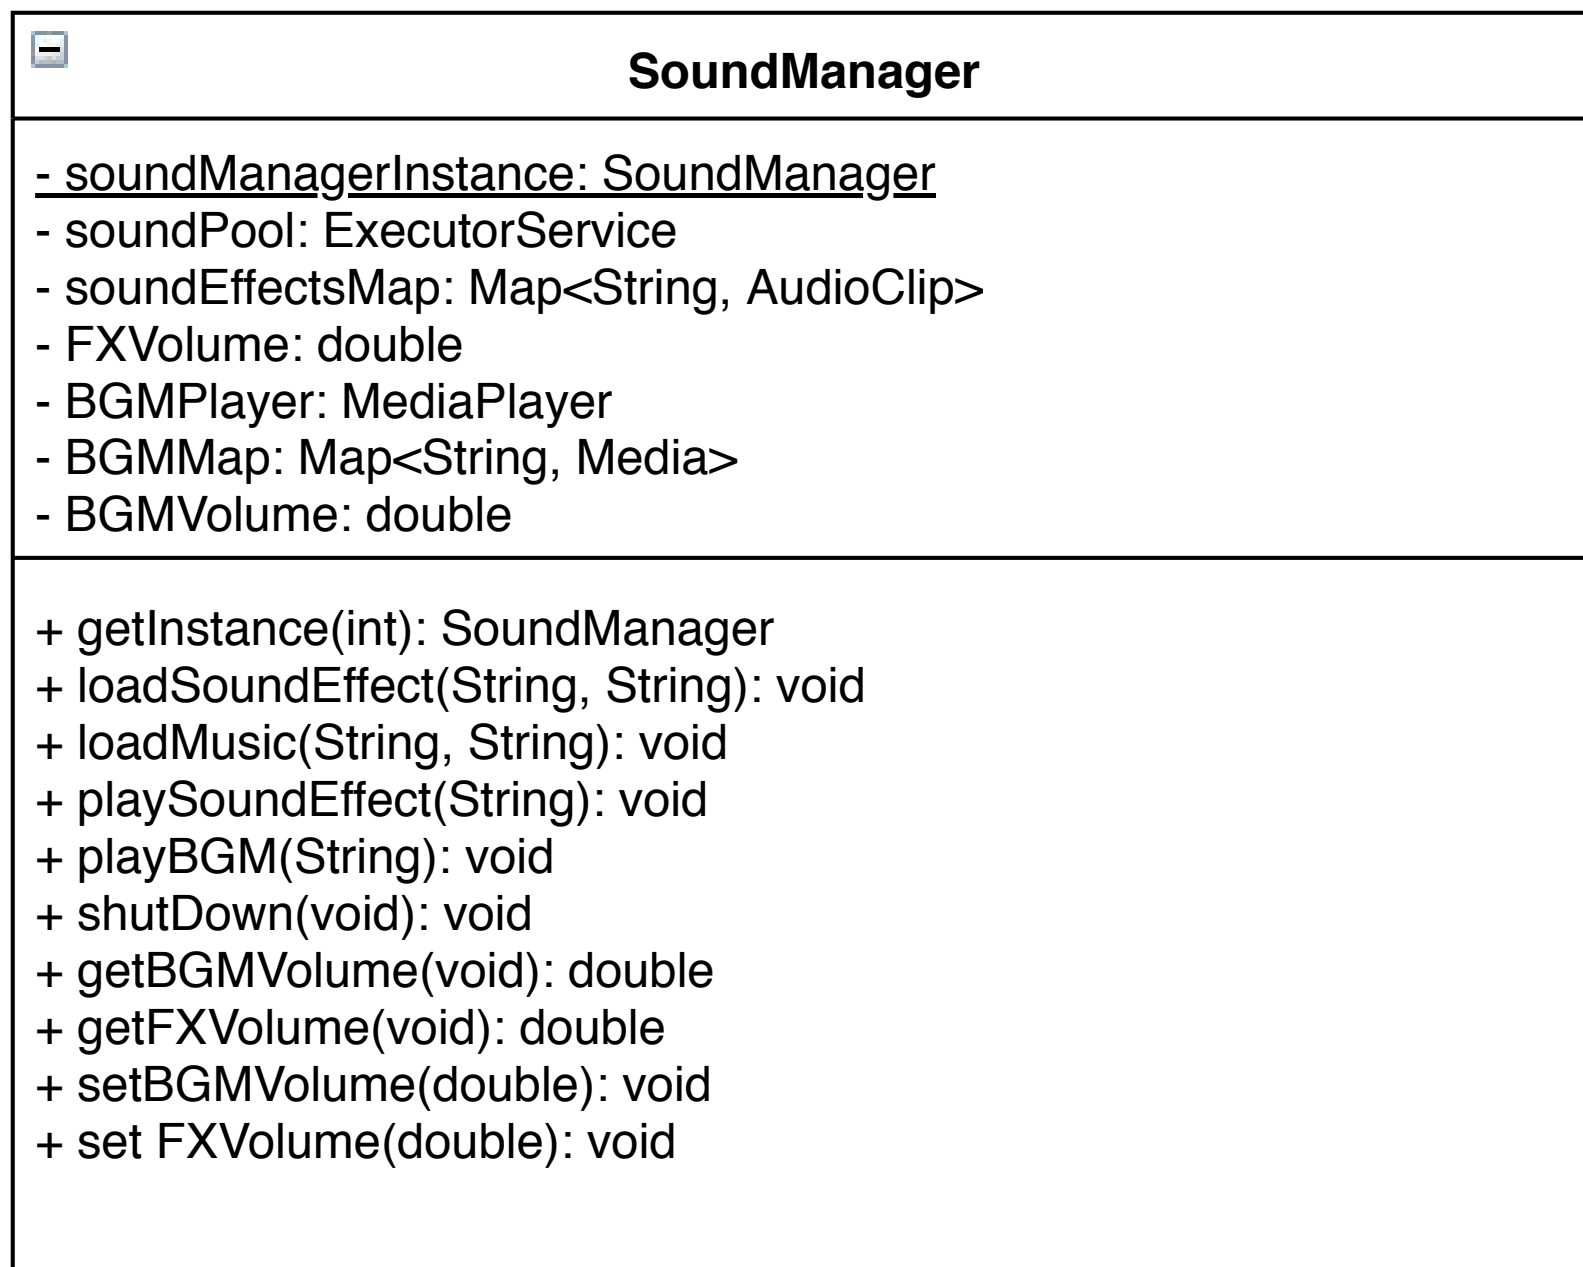 SoundManager
- soundManagerInstance: SoundManager
- soundPool: ExecutorService
- soundEffectsMap: Map<String, AudioClip>
- FXVolume: double
- BGMPlayer: MediaPlayer
- BGMMap: Map<String, Media>
- BGMVolume: double
+ getInstance(int): SoundManager
+ loadSoundEffect(String, String): void
+ loadMusic(String, String): void
+ playSoundEffect(String): void
+ playBGM(String): void
+ shutDown(void): void
+ getBGMVolume(void): double
+ getFXVolume(void): double
+ setBGMVolume(double): void
+ set FXVolume(double): void